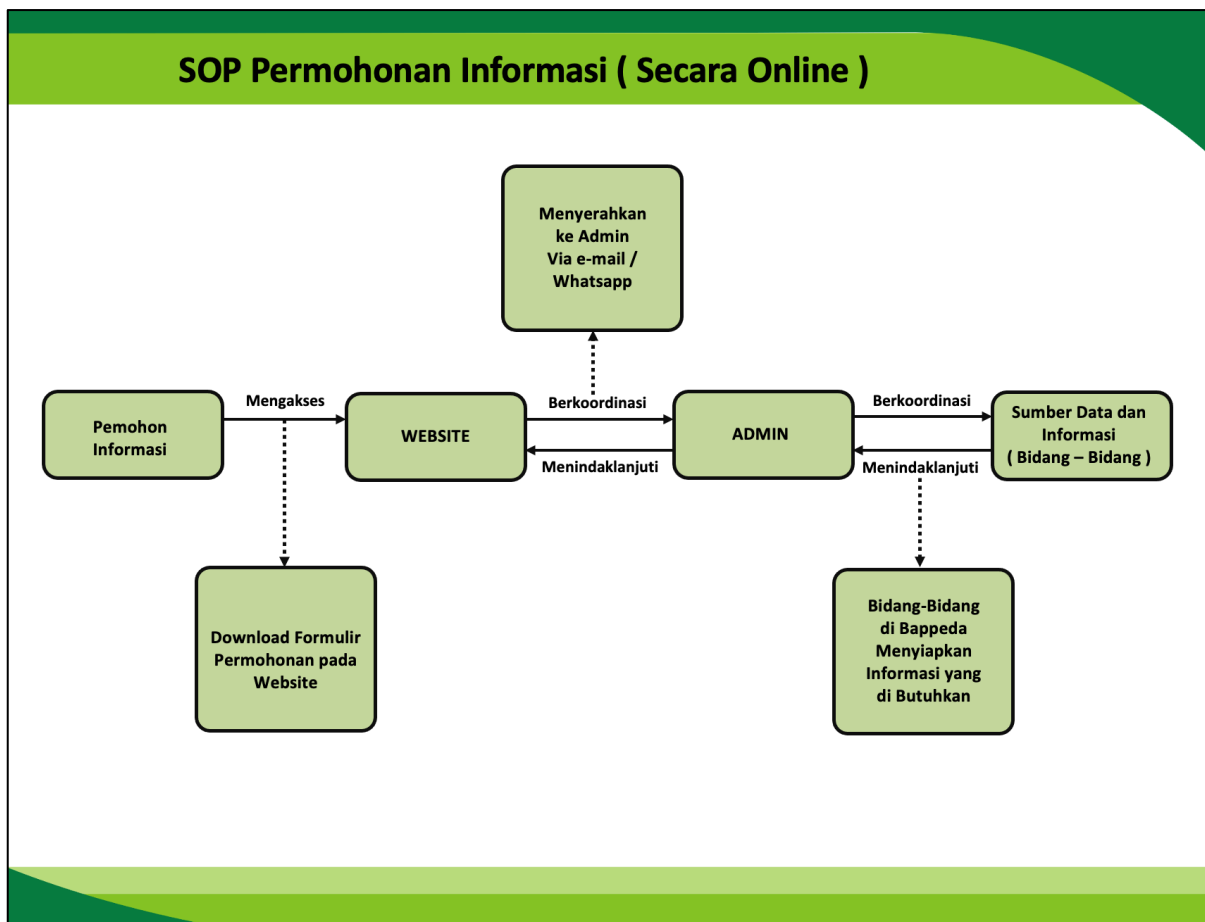 SOP Permohonan Informasi ( Secara Online )
Menyerahkan
ke Admin
Via e-mail /
Whatsapp
Pemohon
Informasi
Mengakses
WEBSITE
Berkoordinasi
Menindaklanjuti
ADMIN
Berkoordinasi
Menindaklanjuti
Sumber Data dan
Informasi
( Bidang – Bidang )
Download Formulir
Permohonan pada
Website
Bidang-Bidang
di Bappeda
Menyiapkan
Informasi yang
di Butuhkan